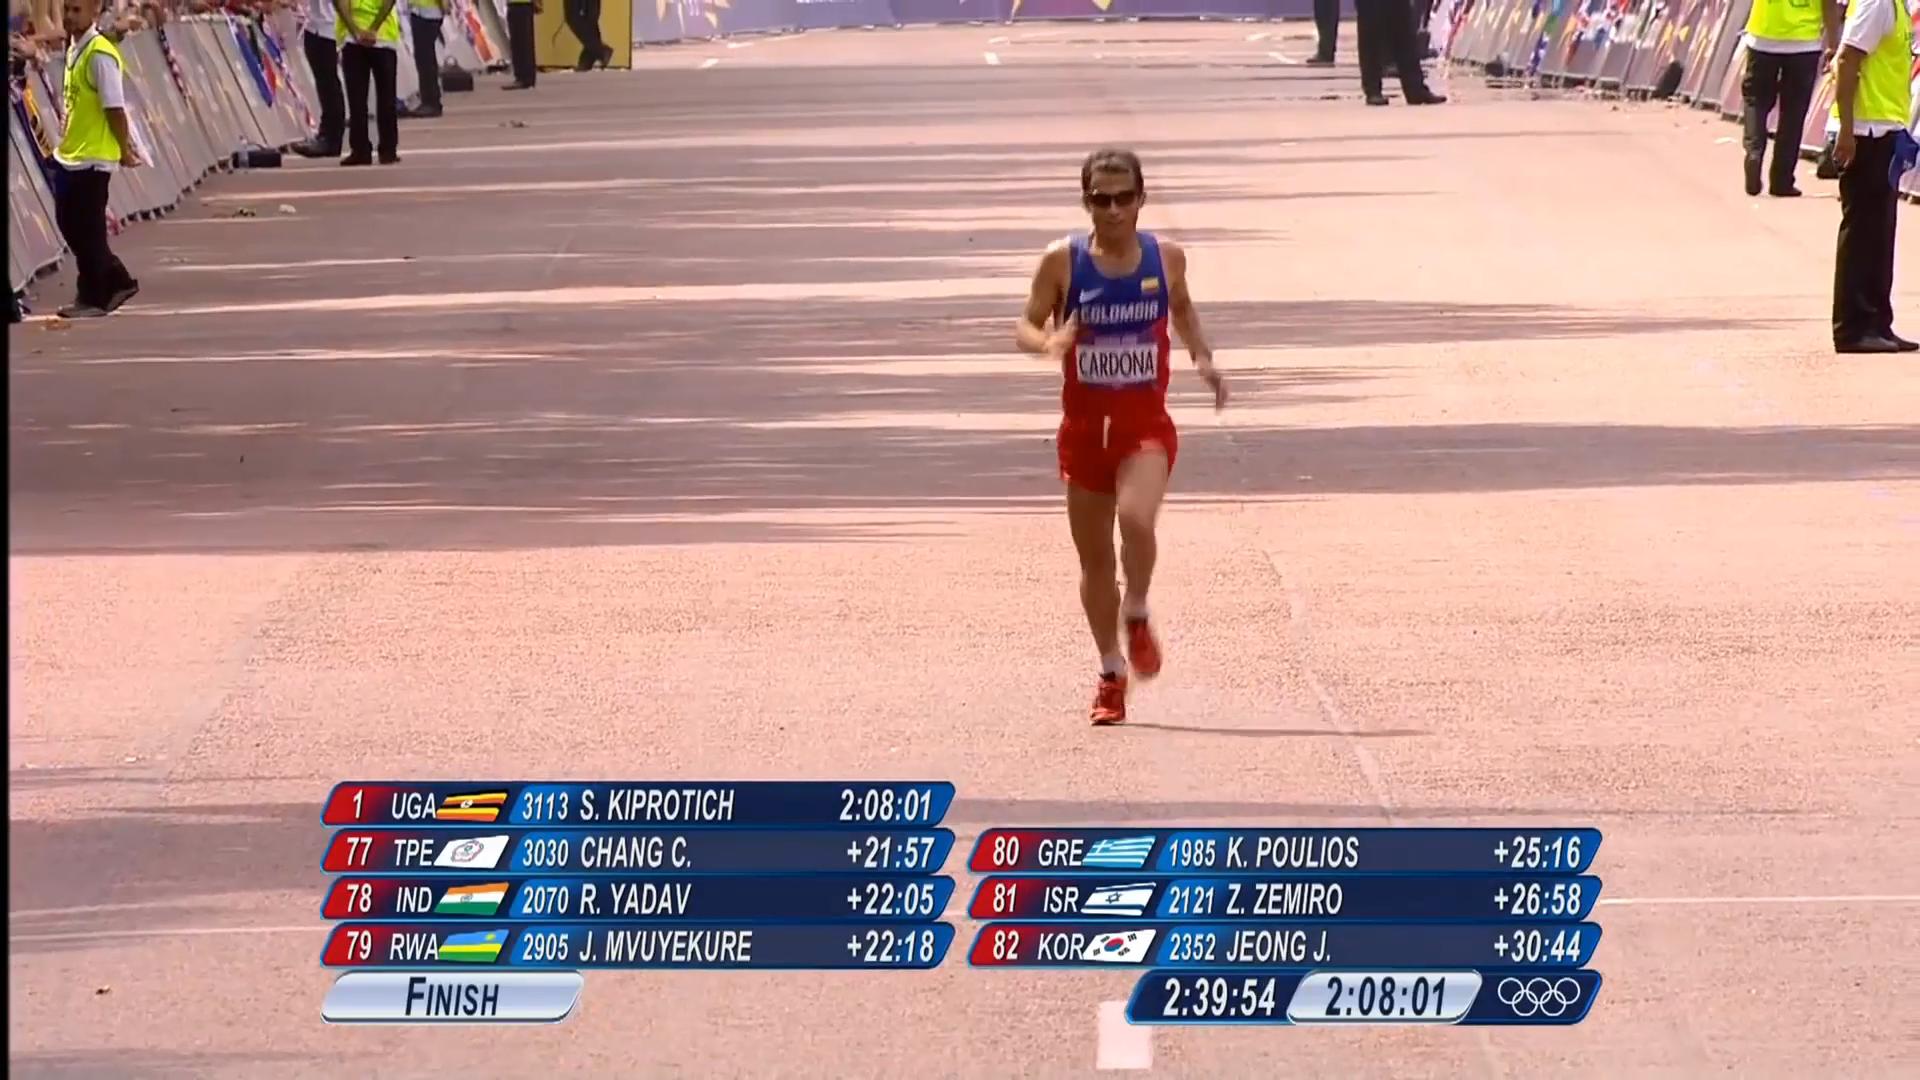 COLOMBIA
CARDONA
1 UGA 3113 S. KIPROTICH 2:08:01
77 TPE 3030 CHANG C. +21:57
78 IND 2070 R. YADAV +22:05
79 RWA 2905 J. MVUYEKURE +22:18
80 GRE 1985 K. POULIOS +25:16
81 ISR 2121 Z. ZEMIRO +26:58
82 KOR 2352 JEONG J. +30:44
FINISH
2:39:54 2:08:01